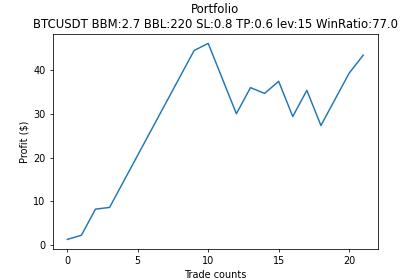 Portfolio
BTCUSDT BBM:2.7 BBL:220 SL:0.8 TP:0.6 lev:15 WinRatio:77.0
40
30
20
10
0
Profit ($)
0 5 10 15 20
Trade counts